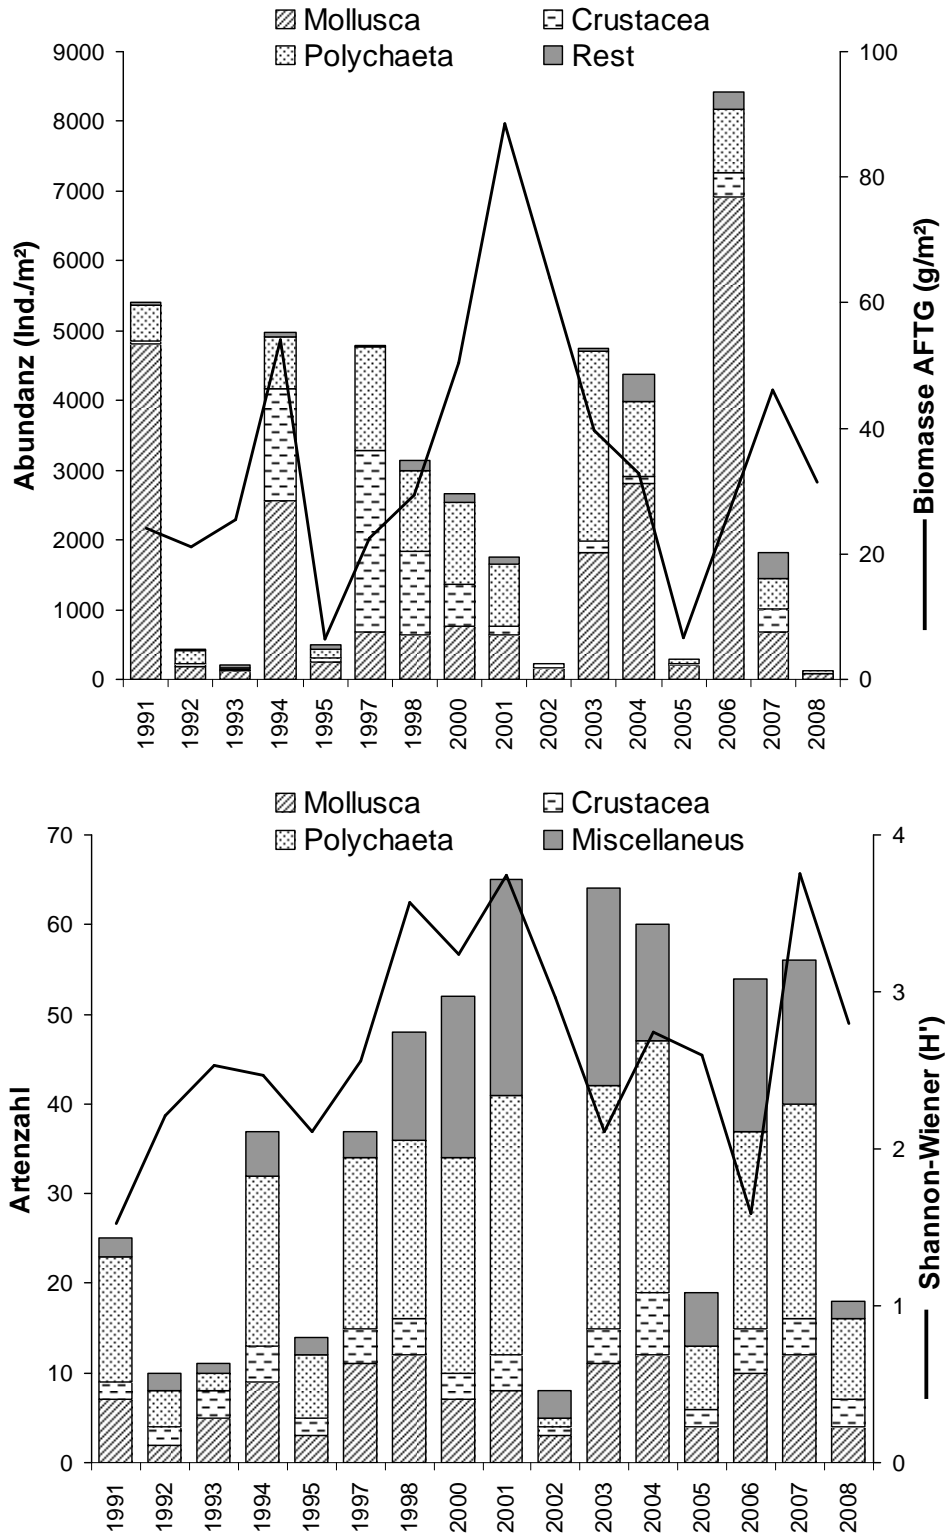 Mollusca Crustacea
Polychaeta Rest
9000 100
8000
80
7000
6000
60
5000
4000
40
3000
2000
20
1000
0 0
Abundanz (Ind./m²)
Biomasse AFTG (g/m²)
1991 1992 1993 1994 1995 1997 1998 2000 2001 2002 2003 2004 2005 2006 2007 2008
Mollusca Crustacea
Polychaeta Miscellaneus
70 4
60
50
3
40
30
2
20
1
10
0 0
Artenzahl
Shannon-Wiener (H')
1991 1992 1993 1994 1995 1997 1998 2000 2001 2002 2003 2004 2005 2006 2007 2008